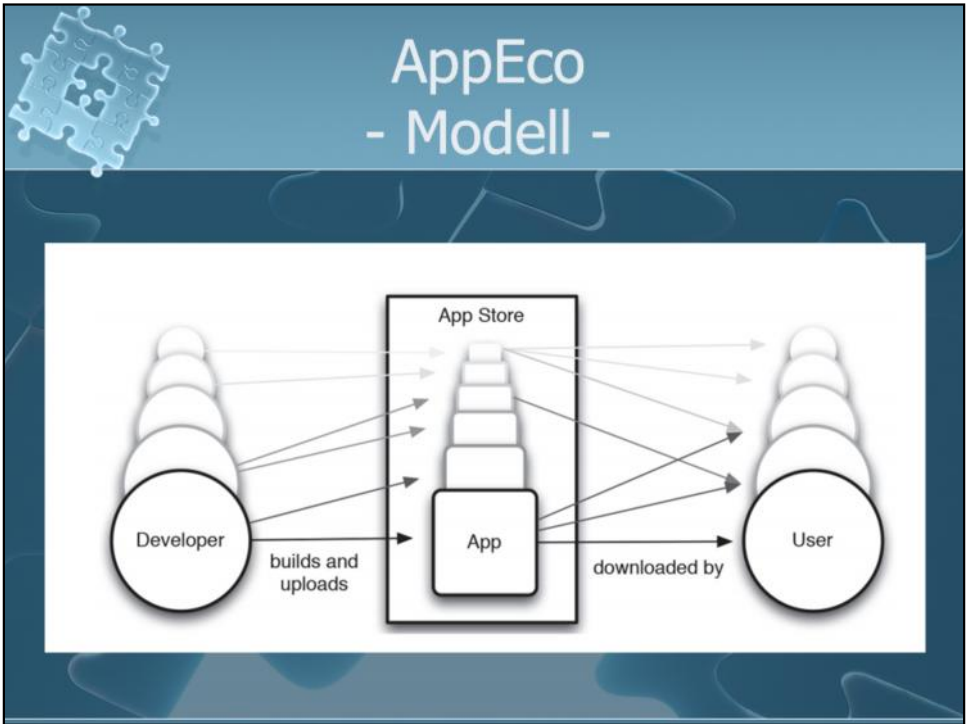 AppEco
- Modell -
App Store
Developer
builds and
uploads
App
downloaded by
User